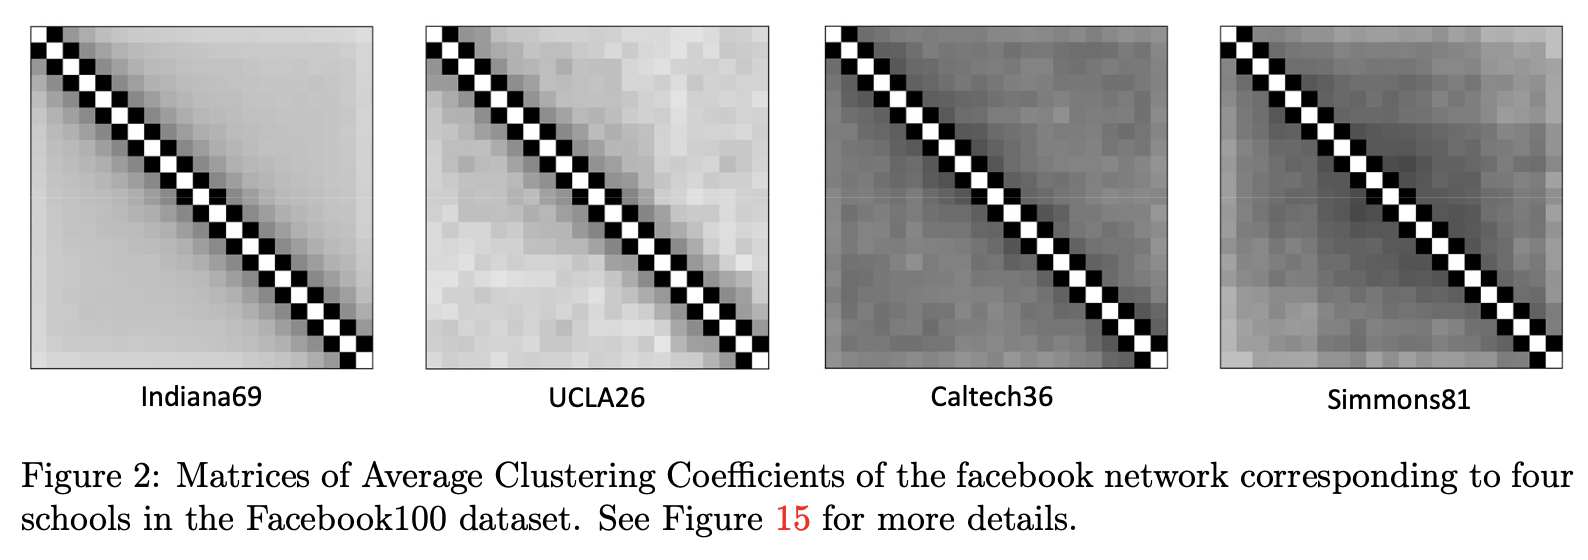 Indiana69 UCLA26 Caltech36 Simmons81
Figure 2: Matrices of Average Clustering Coefficients of the facebook network corresponding to four
schools in the Facebook100 dataset. See Figure 15 for more details.